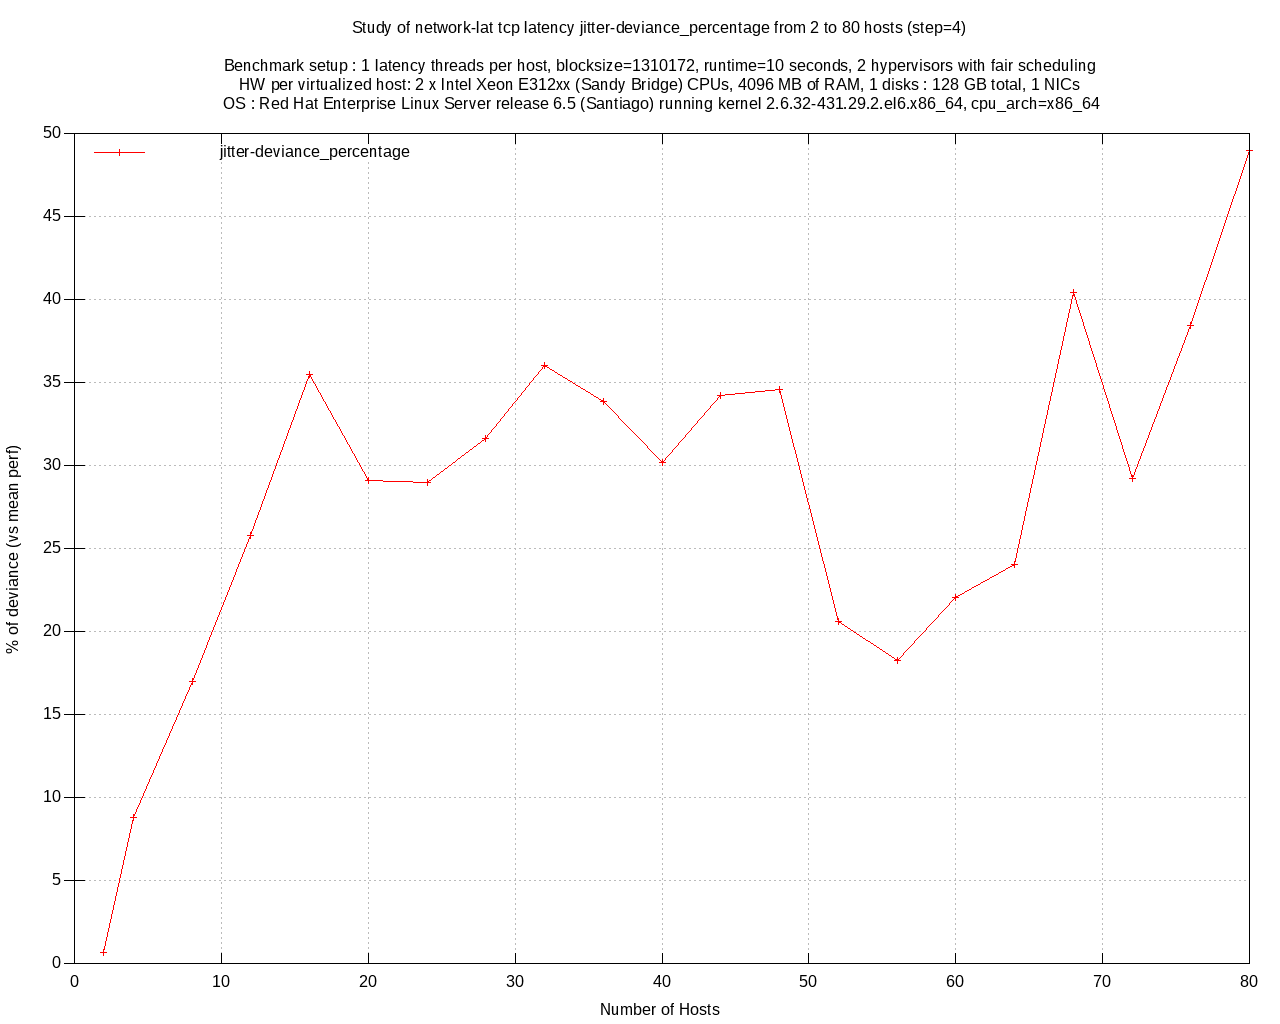 Study of network-lat tcp latency jitter-deviance_percentage from 2 to 80 hosts (step=4)
Benchmark setup : 1 latency threads per host, blocksize=1310172, runtime=10 seconds, 2 hypervisors with fair scheduling
HW per virtualized host: 2 x Intel Xeon E312xx (Sandy Bridge) CPUs, 4096 MB of RAM, 1 disks : 128 GB total, 1 NICs
OS : Red Hat Enterprise Linux Server release 6.5 (Santiago) running kernel 2.6.32-431.29.2.el6.x86_64, cpu_arch=x86_64
jitter-deviance_percentage
50
45
40
35
30
25
20
15
10
5
0
% of deviance (vs mean perf)
0 10 20 30 40 50 60 70 80
Number of Hosts